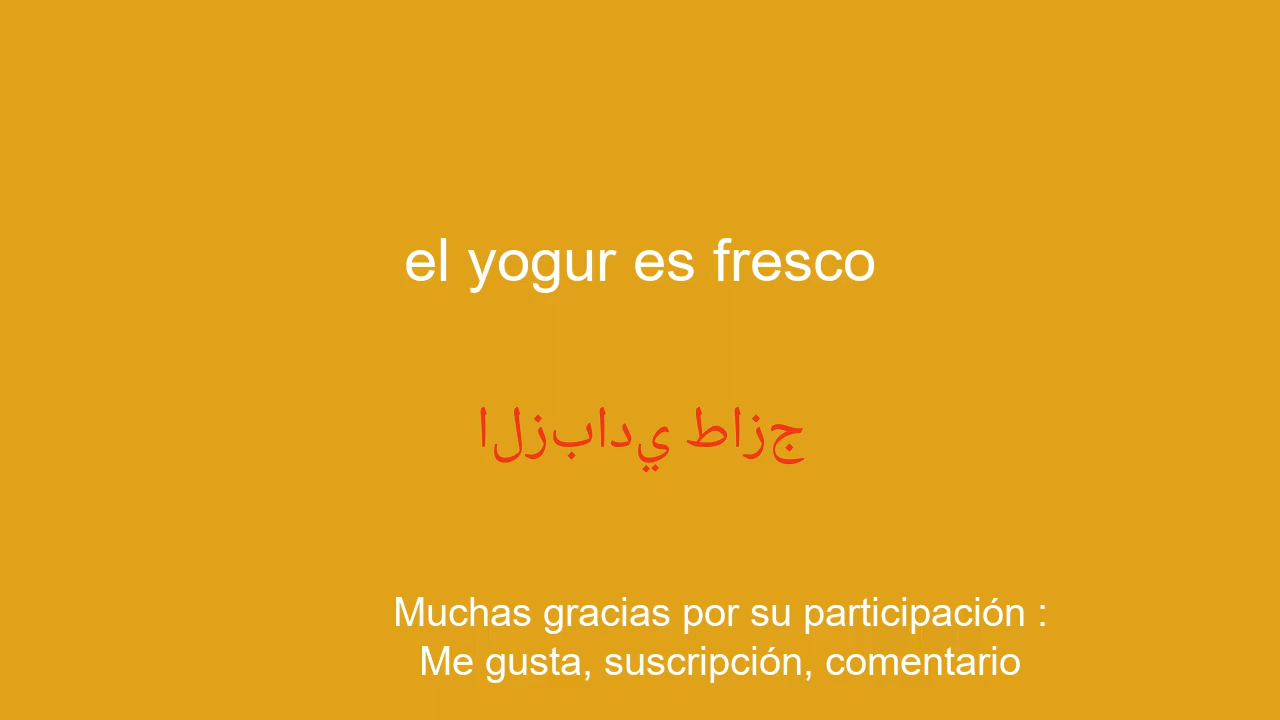 el yogur es fresco
الزبادي طازج
Muchas gracias por su participación :
Me gusta, suscripción, comentario